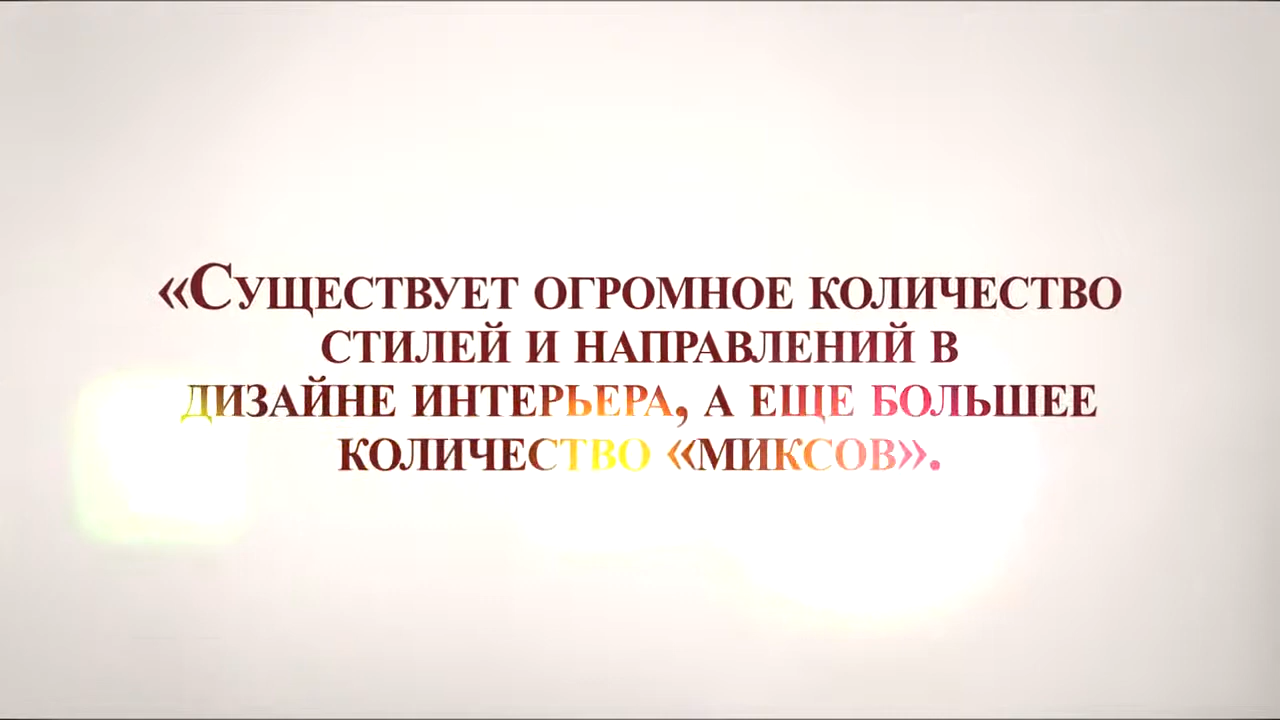 «Существует огромное количество
стилей и направлений в
дизайне интерьера, а еще большее
количество «миксов».